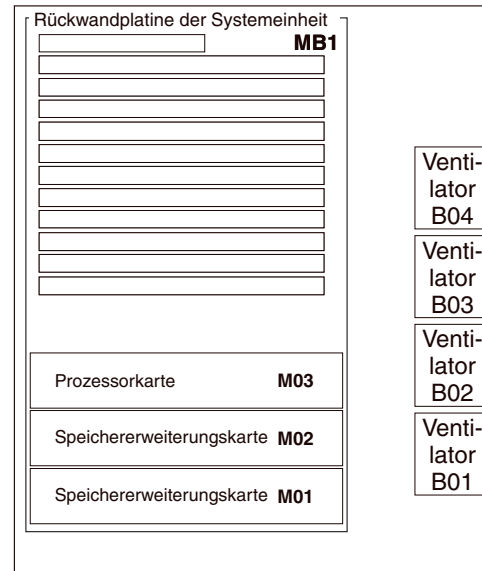 Rückwandplatine der Systemeinheit
MB1
Venti-
lator
B04
Venti-
lator
B03
Venti-
lator
B02
Venti-
lator
B01
Prozessorkarte M03
Speichererweiterungskarte M02
Speichererweiterungskarte M01